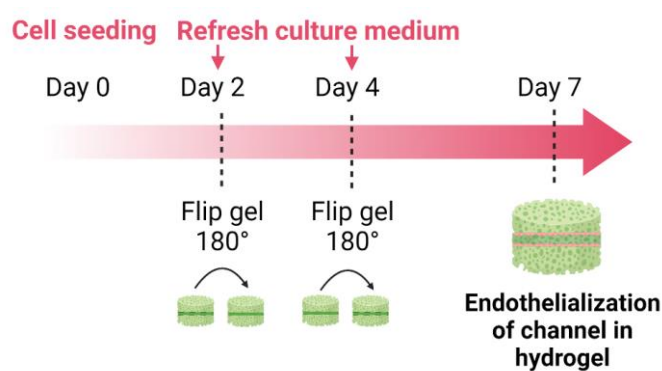 Cell seeding Refresh culture medium
Day 0 Day 2 Day 4 Day 7
Flip gel Flip gel
180° 180°
Endothelialization
of channel in
hydrogel